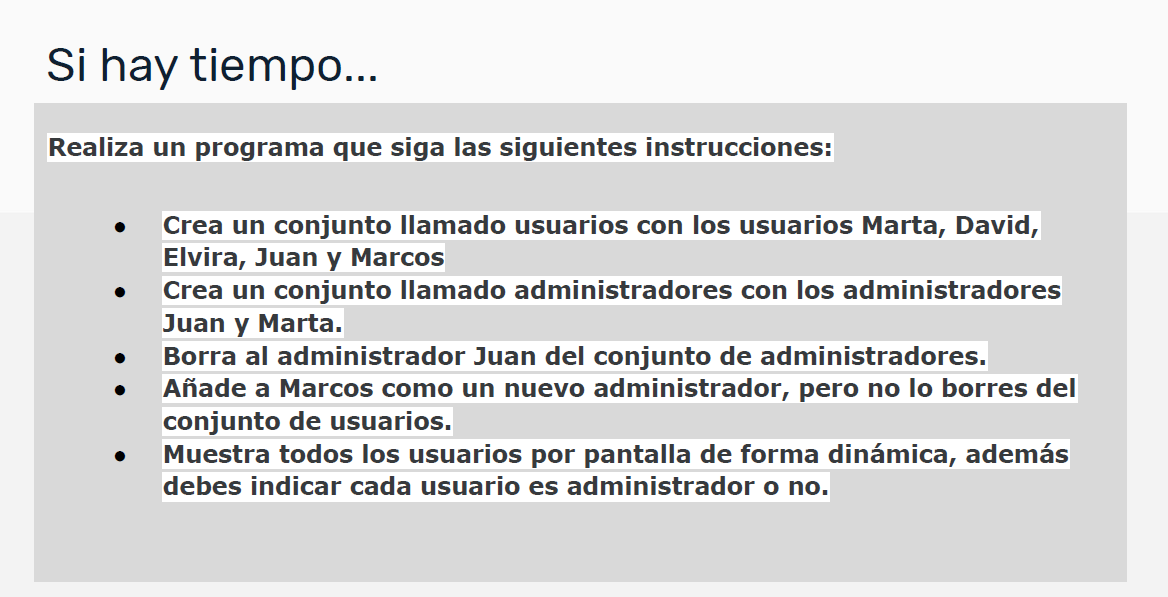 Si hay tiempo...
Realiza un programa que siga las siguientes instrucciones:
● Crea un conjunto llamado usuarios con los usuarios Marta, David,
Elvira, Juan y Marcos
● Crea un conjunto llamado administradores con los administradores
Juan y Marta.
● Borra al administrador Juan del conjunto de administradores.
● Añade a Marcos como un nuevo administrador, pero no lo borres del
conjunto de usuarios.
● Muestra todos los usuarios por pantalla de forma dinámica, además
debes indicar cada usuario es administrador o no.